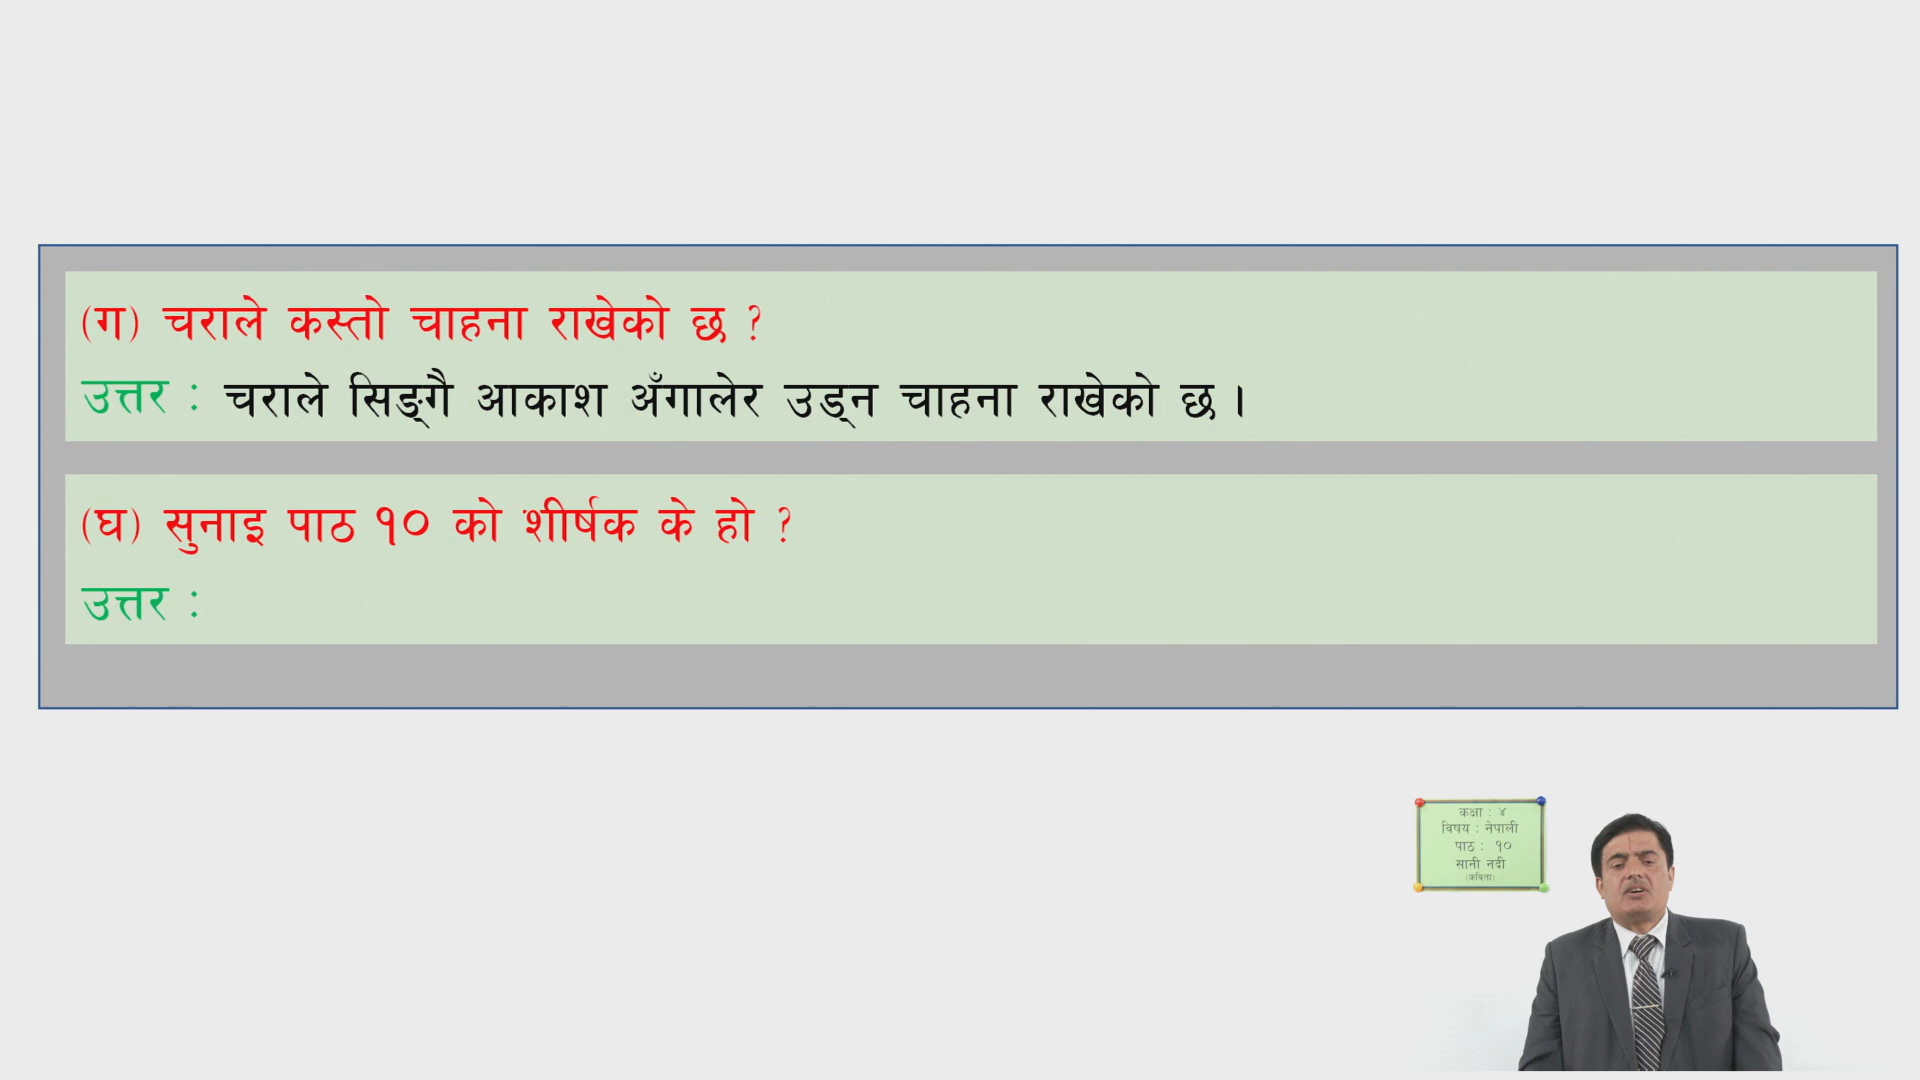 (ग) चराले कस्तो चाहना राखेको छ ?
उत्तर : चराले सिङ्गै आकाश अँगालेर उड्न चाहना राखेको छ ।
(घ) सुनाइ पाठ १० को शीर्षक के हो ?
उत्तर :
कक्षा : ४
विषय : नेपाली
पाठ : १०
सानी नदी
(कविता)